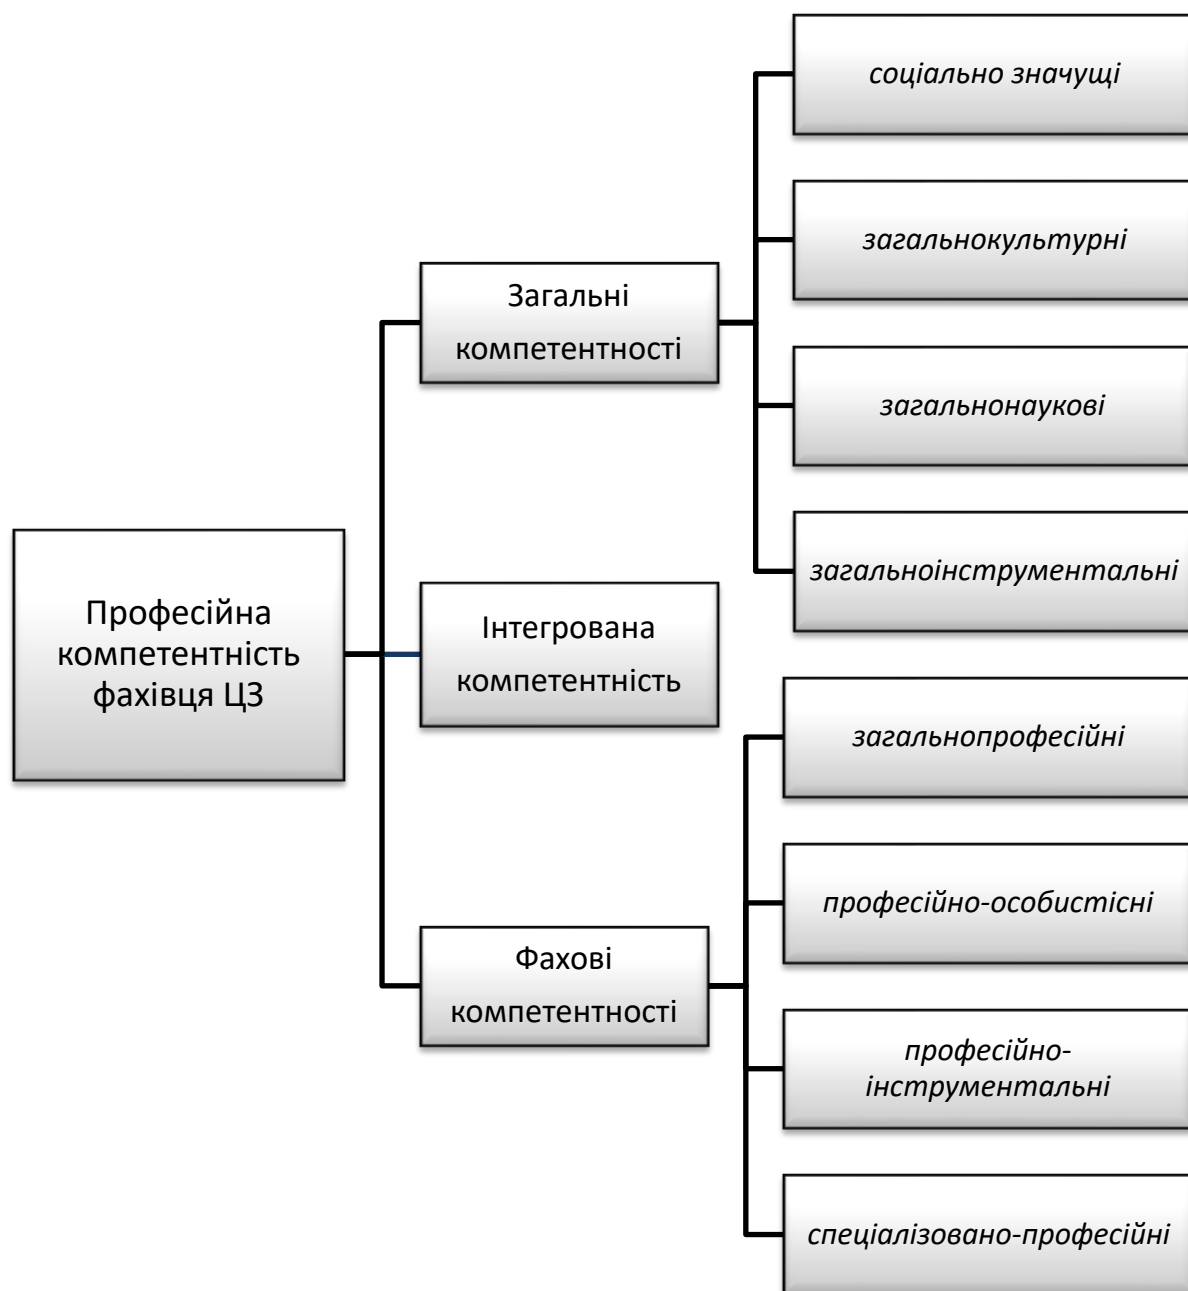 Професійна
компетентність
фахівця ЦЗ
Загальні
компетентності
соціально значущі
загальнокультурні
загальнонаукові
загальноінструментальні
Інтегрована
компетентність
Фахові
компетентності
загальнопрофесійні
професійно-особистісні
професійно-
інструментальні
спеціалізовано-професійні